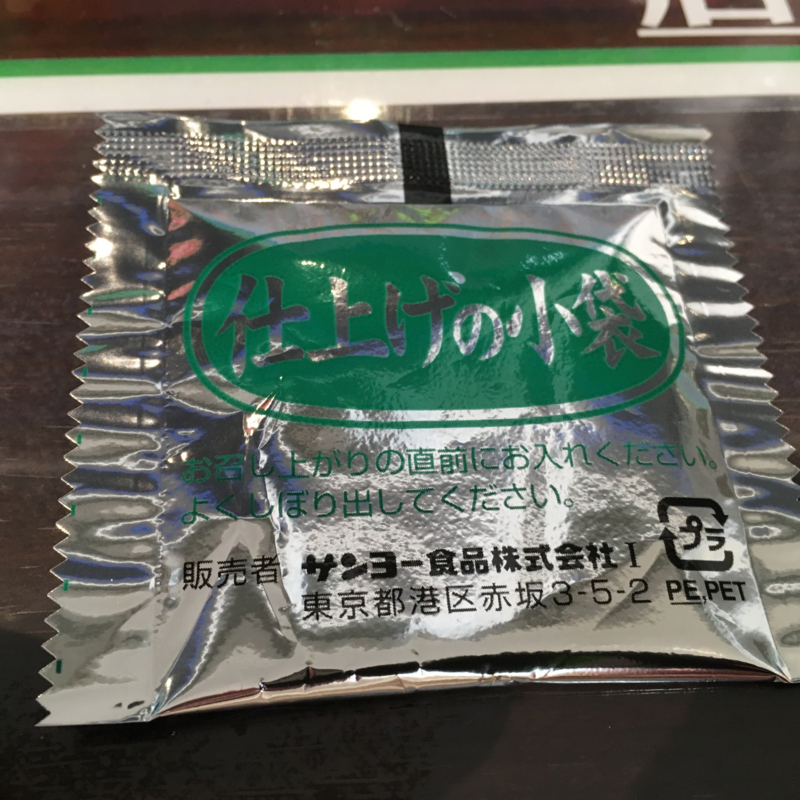 仕上げの小袋
お召し上がりの直前にお入れください。
よくしぼり出してください。
販売者 サンヨー食品株式会社 I
東京都港区赤坂3-5-2
プラ
PE,PET